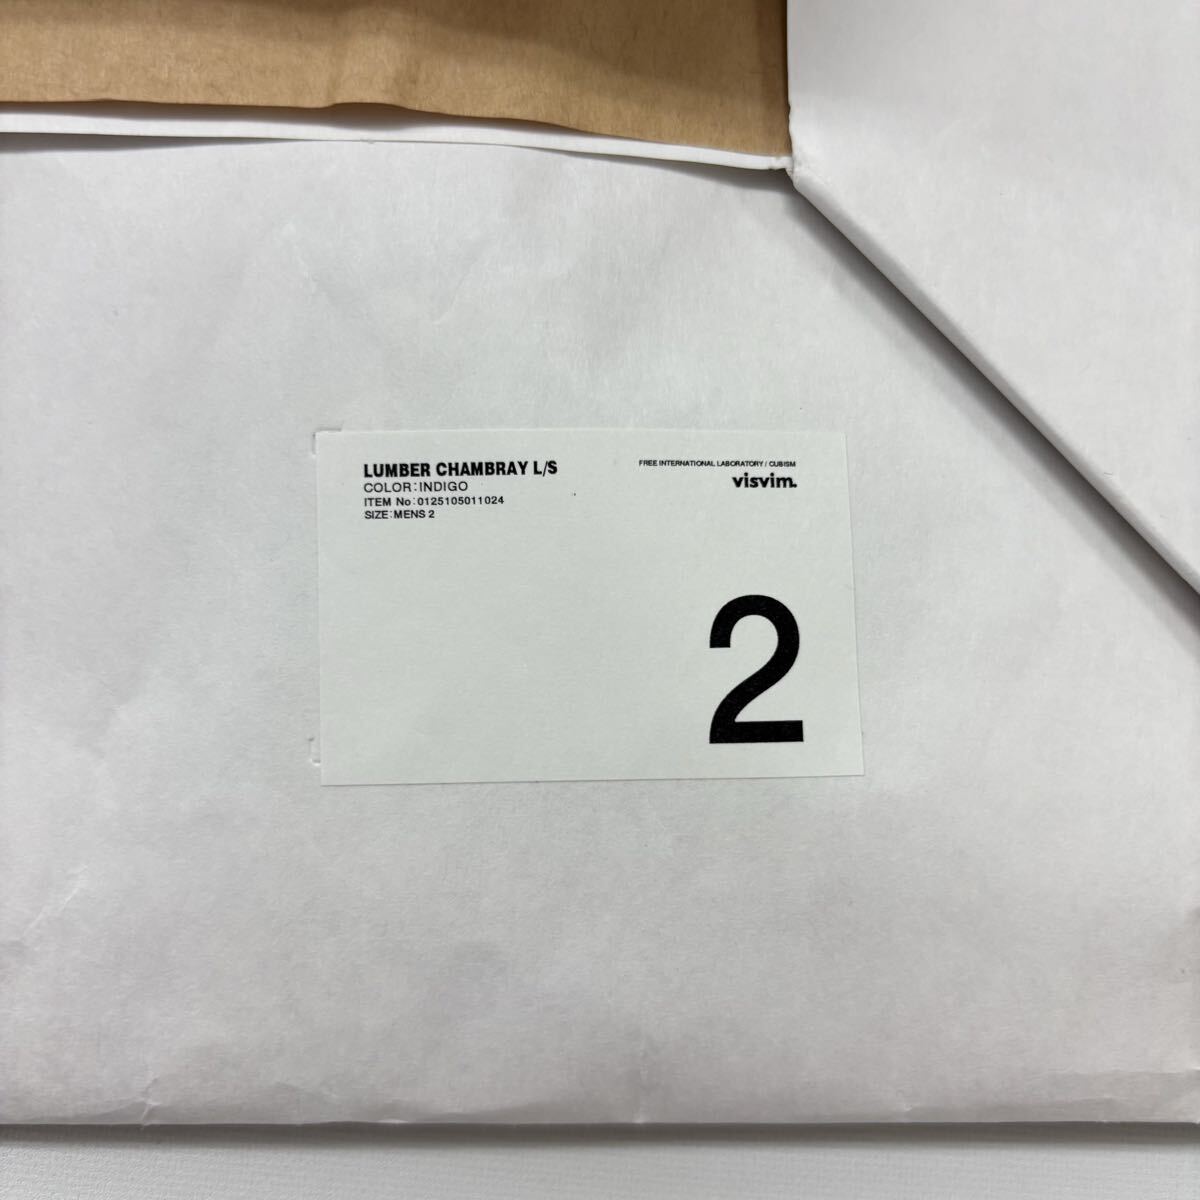 LUMBER CHAMBRAY L/S
COLOR:INDIGO
ITEM No:0125105011024
SIZE:MENS 2
FREE INTERNATIONAL LABORATORY / CUBISM
visvim.
2